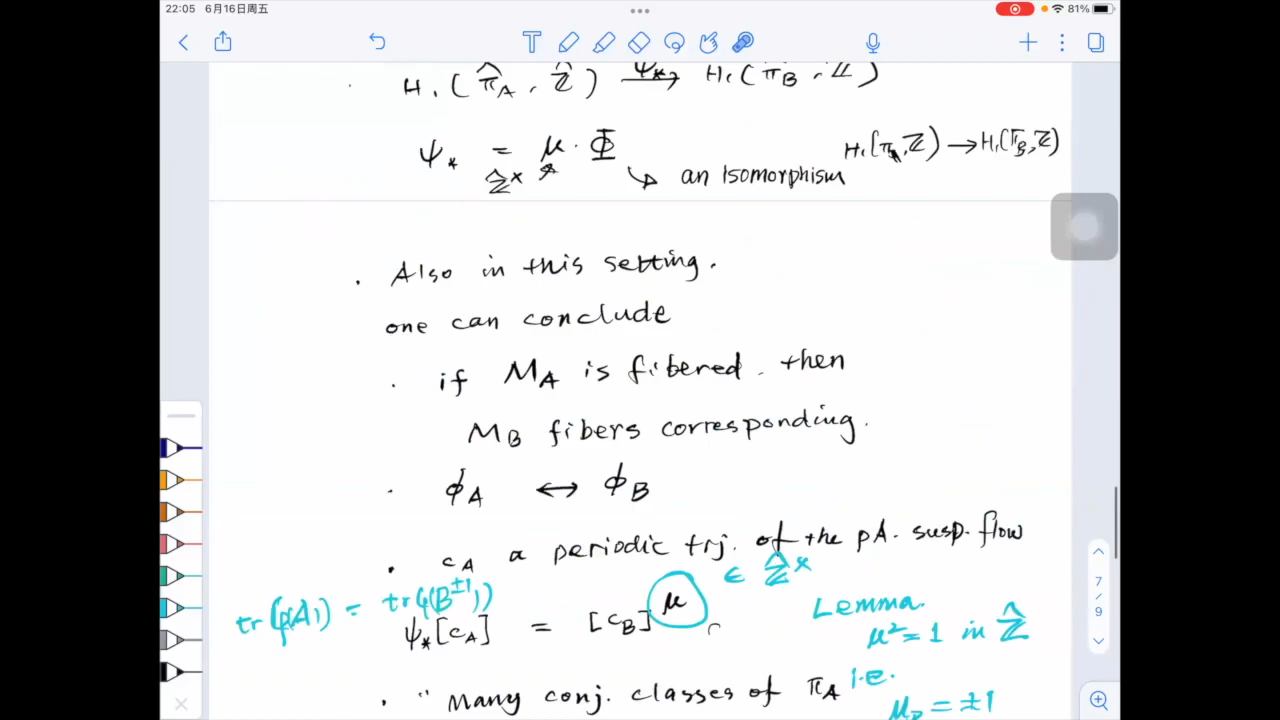 22:05 6月16日周五
81%
H₁(π̂_A, Ẑ) —Ψ*→ H₁(π̂_B, Ẑ)
Ψ* = μ · Φ
H₁(π_A, ℤ) → H₁(π_B, ℤ)
Ẑ^×
an Isomorphism
· Also in this setting.
one can conclude
· if M_A is fibered. then
M_B fibers corresponding.
· ϕ_A ↔ ϕ_B
· c_A a periodic trj. of the pA. susp. flow
∈ Ẑ^×
tr(φ(A)) = tr(φ(B^{±1}))
Ψ*[c_A] = [c_B]^μ
Lemma.
μ² = 1 in Ẑ
· "Many conj. classes of π_A
i.e.
μ_p = ±1
7
/ 9